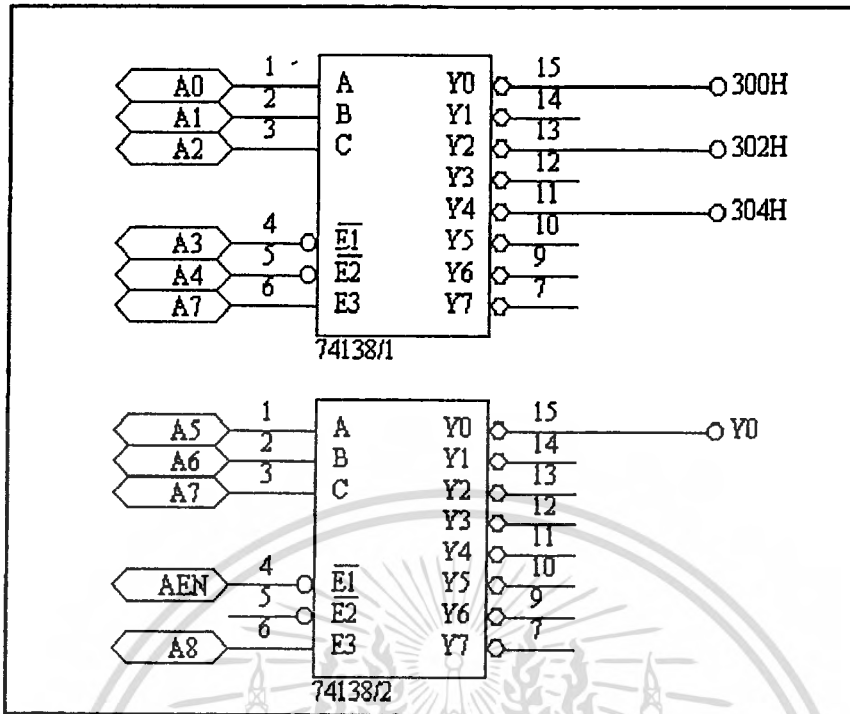 1 15
A0 A Y0 300H
2 14
A1 B Y1
3 13
A2 C Y2 302H
12
Y3
11
Y4 304H
4 10
A3 E1 Y5
5 9
A4 E2 Y6
6 7
A7 E3 Y7
74138/1
1 15
A5 A Y0 Y0
2 14
A6 B Y1
3 13
A7 C Y2
12
Y3
11
Y4
4 10
AEN E1 Y5
5 9
E2 Y6
6 7
A8 E3 Y7
74138/2